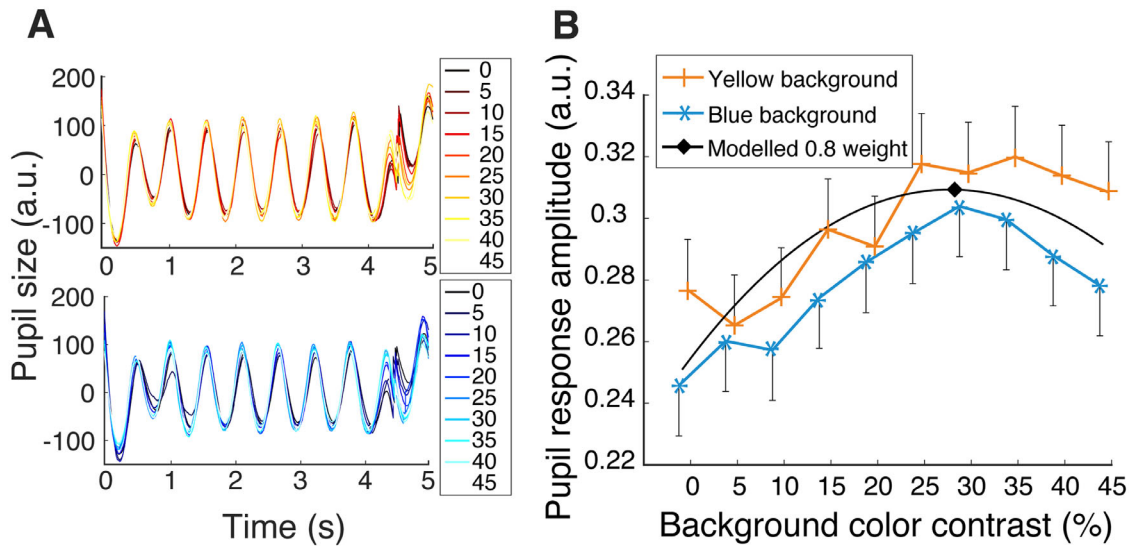 A
Pupil size (a.u.)
200
100
0
-100
0 1 2 3 4 5
0
5
10
15
20
25
30
35
40
45
200
100
0
-100
0 1 2 3 4 5
0
5
10
15
20
25
30
35
40
45
Time (s)
B
Pupil response amplitude (a.u.)
0.34
0.32
0.3
0.28
0.26
0.24
0.22
Yellow background
Blue background
Modelled 0.8 weight
0 5 10 15 20 25 30 35 40 45
Background color contrast (%)